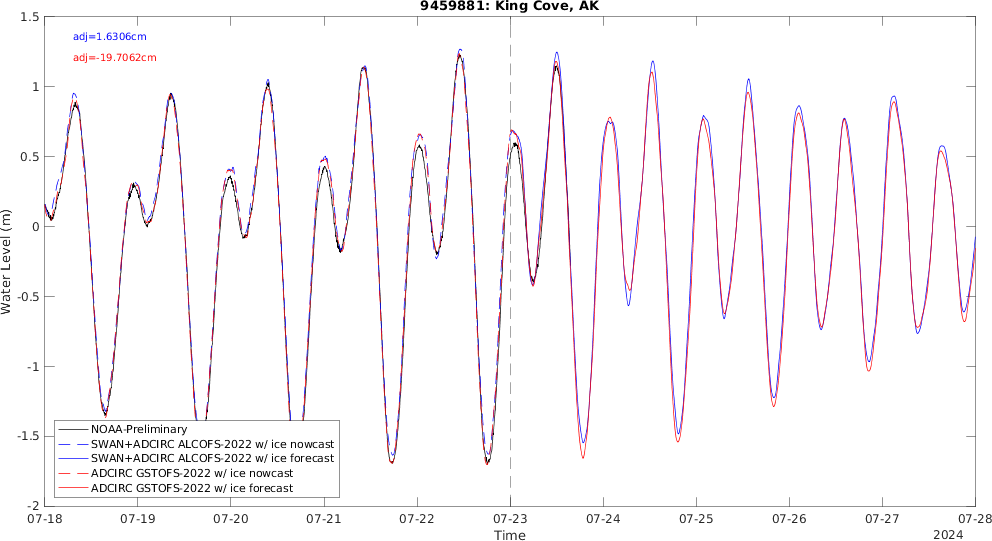 9459881: King Cove, AK
adj=1.6306cm
adj=-19.7062cm
Water Level (m)
1.5
1
0.5
0
-0.5
-1
-1.5
-2
NOAA-Preliminary
SWAN+ADCIRC ALCOFS-2022 w/ ice nowcast
SWAN+ADCIRC ALCOFS-2022 w/ ice forecast
ADCIRC GSTOFS-2022 w/ ice nowcast
ADCIRC GSTOFS-2022 w/ ice forecast
07-18 07-19 07-20 07-21 07-22 07-23 07-24 07-25 07-26 07-27 07-28
Time
2024